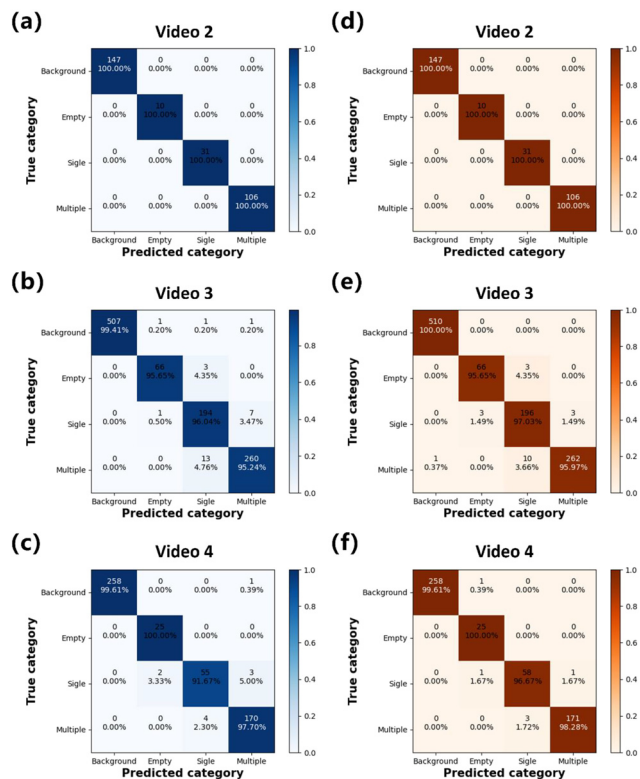 (a)
Video 2
True category
Background
Empty
Sigle
Multiple
147 0 0 0
100.00% 0.00% 0.00% 0.00%
0 10 0 0
0.00% 100.00% 0.00% 0.00%
0 0 31 0
0.00% 0.00% 100.00% 0.00%
0 0 0 106
0.00% 0.00% 0.00% 100.00%
Background Empty Sigle Multiple
Predicted category
1.0
0.8
0.6
0.4
0.2
0.0
(d)
Video 2
True category
Background
Empty
Sigle
Multiple
147 0 0 0
100.00% 0.00% 0.00% 0.00%
0 10 0 0
0.00% 100.00% 0.00% 0.00%
0 0 31 0
0.00% 0.00% 100.00% 0.00%
0 0 0 106
0.00% 0.00% 0.00% 100.00%
Background Empty Sigle Multiple
Predicted category
1.0
0.8
0.6
0.4
0.2
0.0
(b)
Video 3
True category
Background
Empty
Sigle
Multiple
507 1 1 1
99.41% 0.20% 0.20% 0.20%
0 66 3 0
0.00% 95.65% 4.35% 0.00%
0 1 194 7
0.00% 0.50% 96.04% 3.47%
0 0 13 260
0.00% 0.00% 4.76% 95.24%
Background Empty Sigle Multiple
Predicted category
0.8
0.6
0.4
0.2
0.0
(e)
Video 3
True category
Background
Empty
Sigle
Multiple
510 0 0 0
100.00% 0.00% 0.00% 0.00%
0 66 3 0
0.00% 95.65% 4.35% 0.00%
0 3 196 3
0.00% 1.49% 97.03% 1.49%
1 0 10 262
0.37% 0.00% 3.66% 95.97%
Background Empty Sigle Multiple
Predicted category
1.0
0.8
0.6
0.4
0.2
0.0
(c)
Video 4
True category
Background
Empty
Sigle
Multiple
258 0 0 1
99.61% 0.00% 0.00% 0.39%
0 25 0 0
0.00% 100.00% 0.00% 0.00%
0 2 55 3
0.00% 3.33% 91.67% 5.00%
0 0 4 170
0.00% 0.00% 2.30% 97.70%
Background Empty Sigle Multiple
Predicted category
1.0
0.8
0.6
0.4
0.2
0.0
(f)
Video 4
True category
Background
Empty
Sigle
Multiple
258 1 0 0
99.61% 0.39% 0.00% 0.00%
0 25 0 0
0.00% 100.00% 0.00% 0.00%
0 1 58 1
0.00% 1.67% 96.67% 1.67%
0 0 3 171
0.00% 0.00% 1.72% 98.28%
Background Empty Sigle Multiple
Predicted category
1.0
0.8
0.6
0.4
0.2
0.0